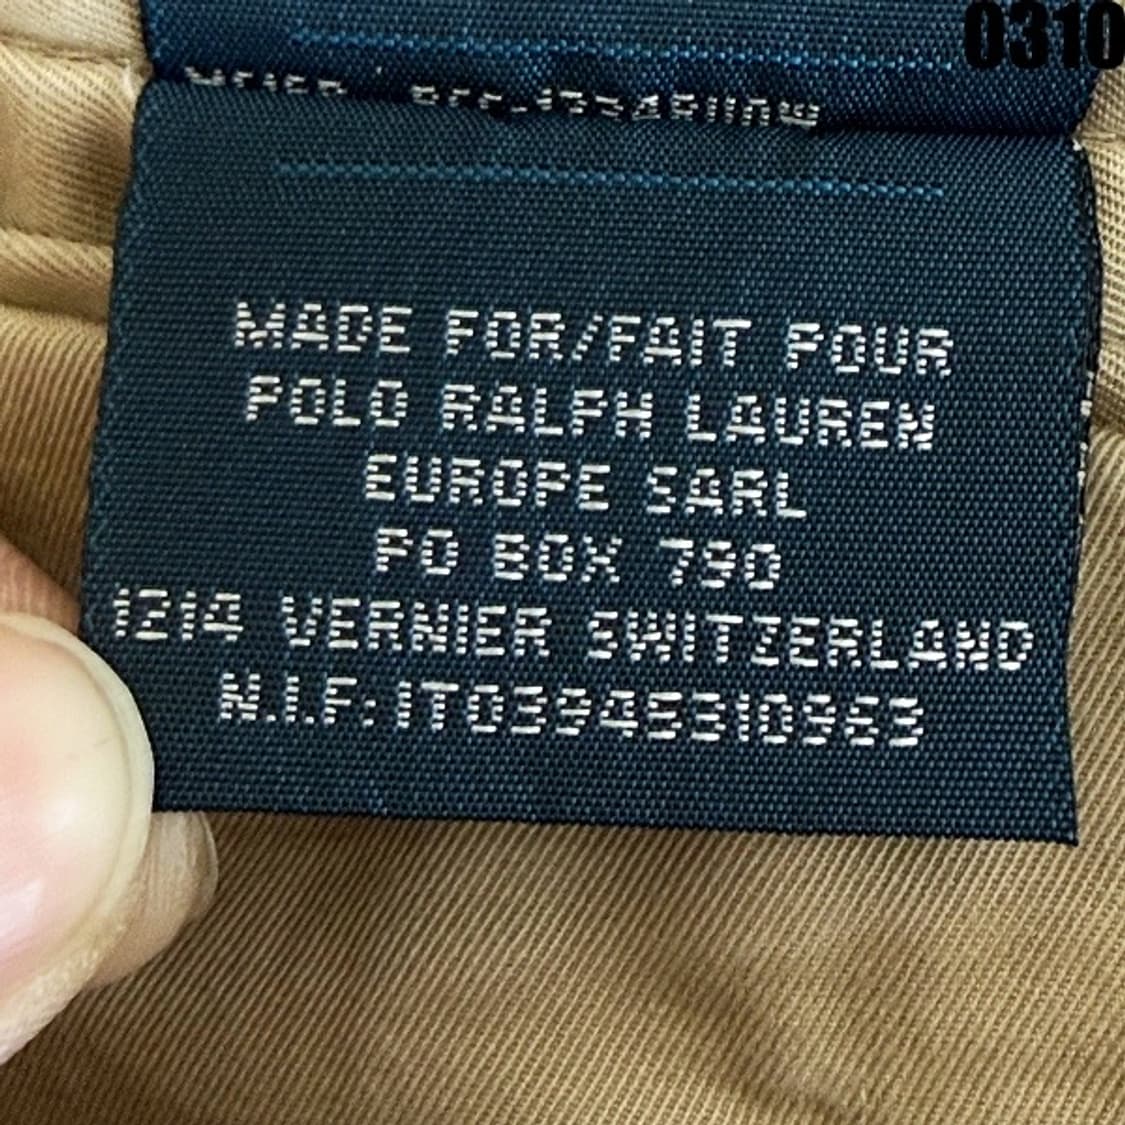 0310
MADE FOR/FAIT POUR
POLO RALPH LAUREN
EUROPE SARL
PO BOX 790
1214 VERNIER SWITZERLAND
N.I.F:IT03945310963